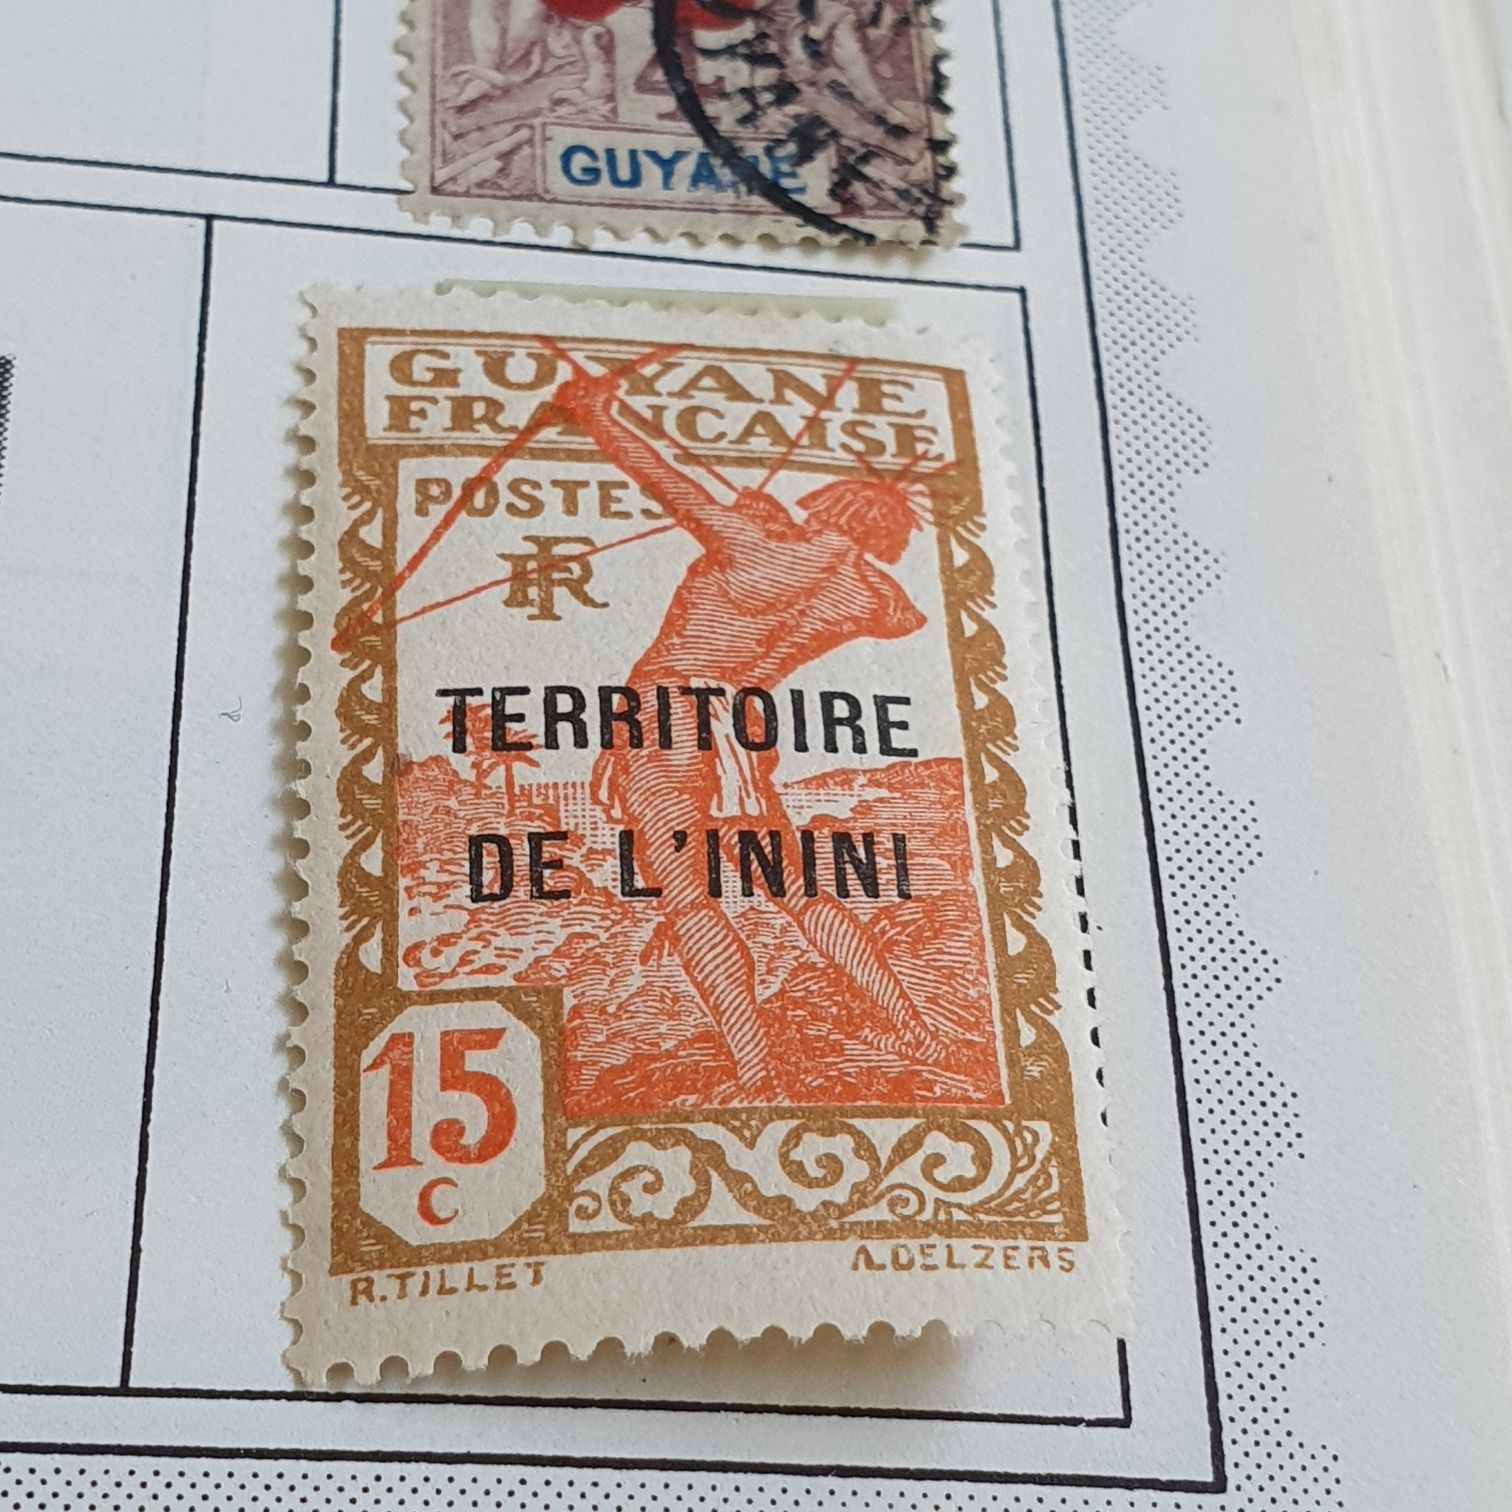 GUYANE
GUYANE
FRANCAISE
POSTES
RF
TERRITOIRE
DE L'ININI
15
c
R.TILLET
A.DELZERS